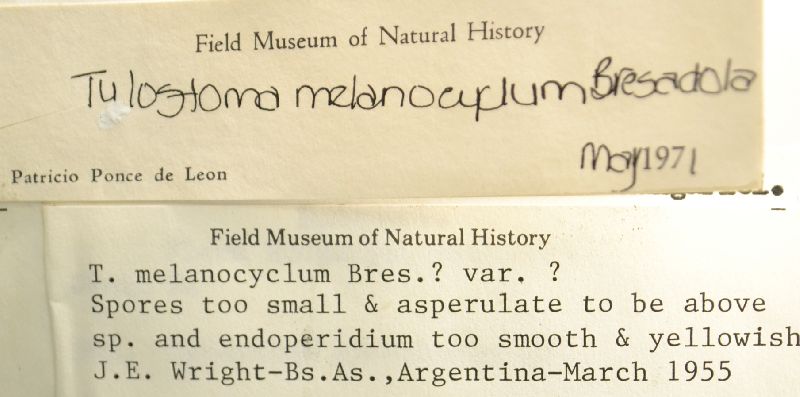 Field Museum of Natural History
Tulostoma melanocyclum Bresadola
May 1971
Patricio Ponce de Leon
Field Museum of Natural History
T. melanocyclum Bres.? var. ?
Spores too small & asperulate to be above
sp. and endoperidium too smooth & yellowish
J.E. Wright-Bs.As.,Argentina-March 1955